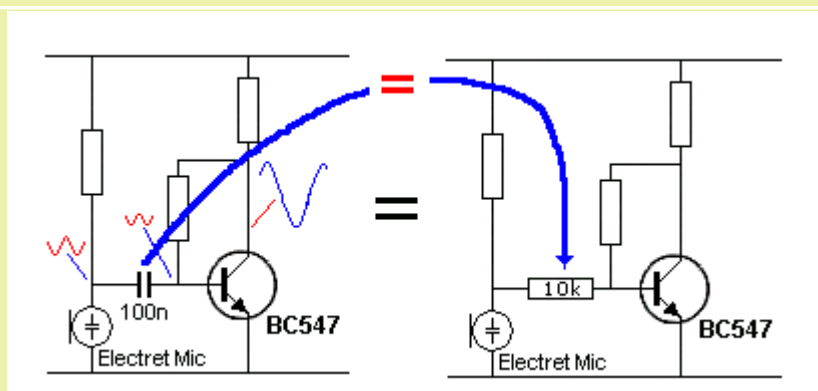 =
=
100n
BC547
Electret Mic
10k
BC547
Electret Mic